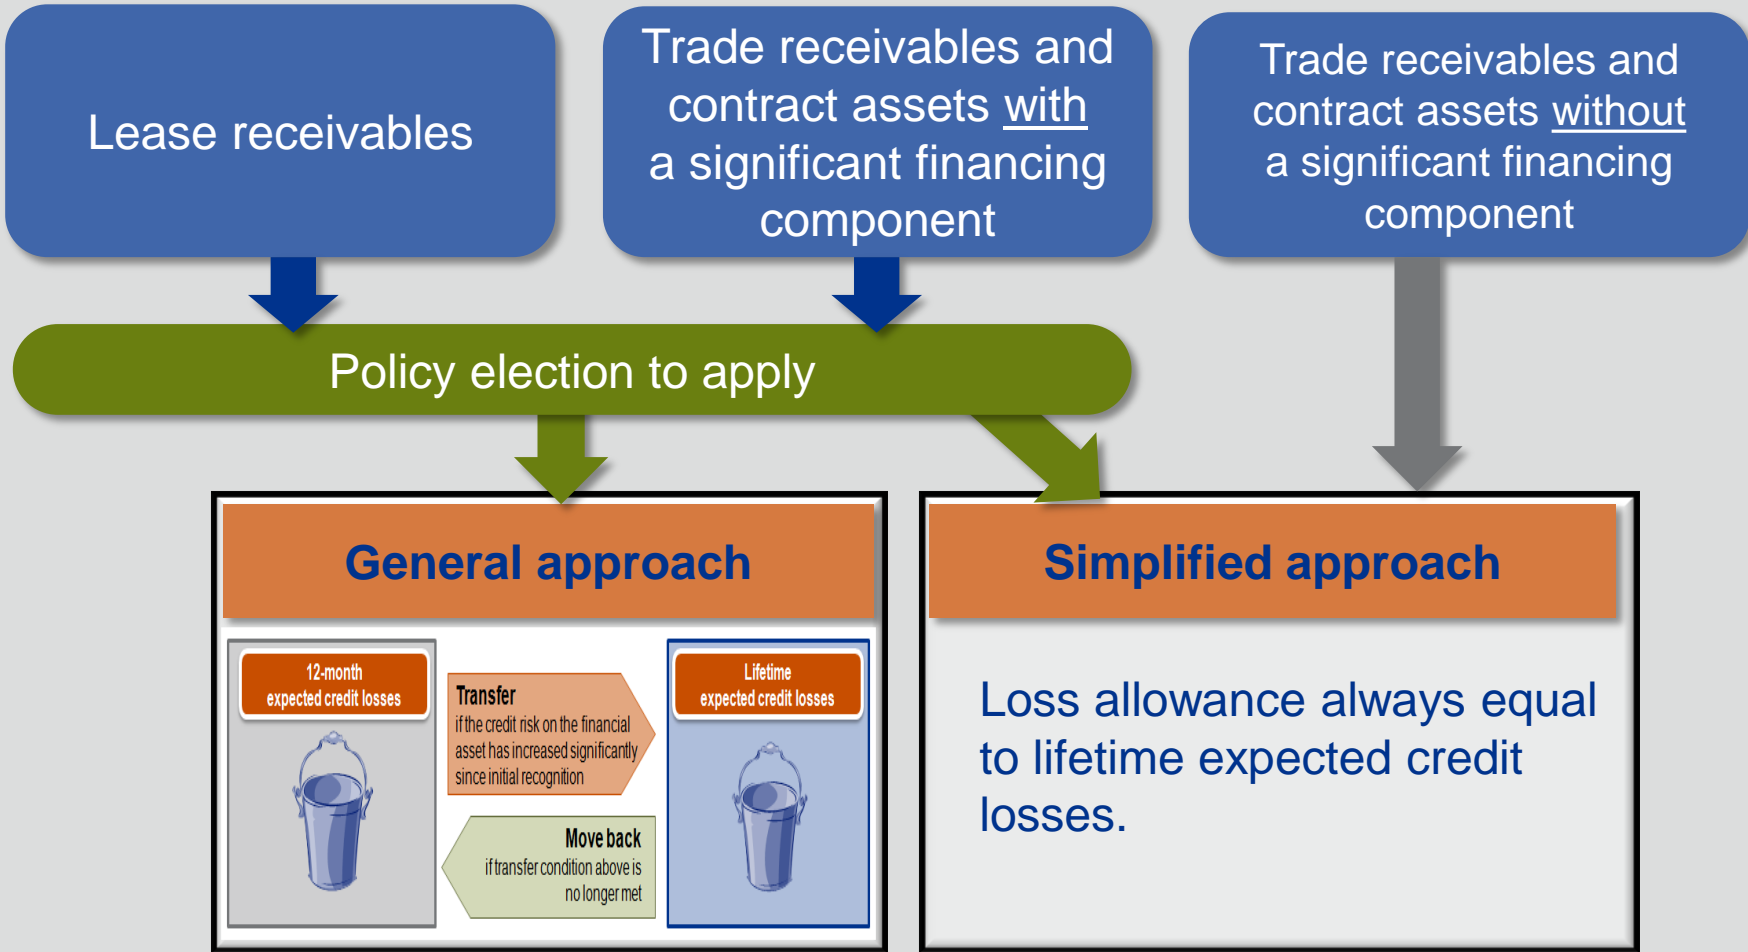 Lease receivables
Trade receivables and
contract assets with
a significant financing
component
Trade receivables and
contract assets without
a significant financing
component
Policy election to apply
General approach
12-month
expected credit losses
Transfer
if the credit risk on the financial
asset has increased significantly
since initial recognition
Move back
if transfer condition above is
no longer met
Lifetime
expected credit losses
Simplified approach
Loss allowance always equal
to lifetime expected credit
losses.